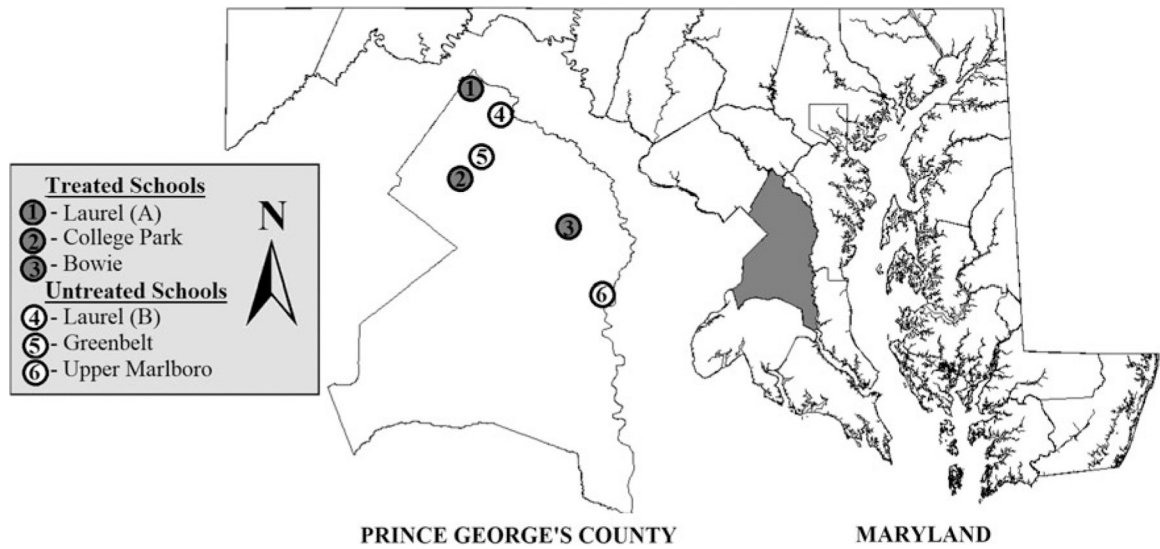 Treated Schools
1 - Laurel (A)
2 - College Park
3 - Bowie
Untreated Schools
4 - Laurel (B)
5 - Greenbelt
6 - Upper Marlboro
N
1
4
5
2
3
6
PRINCE GEORGE'S COUNTY
MARYLAND